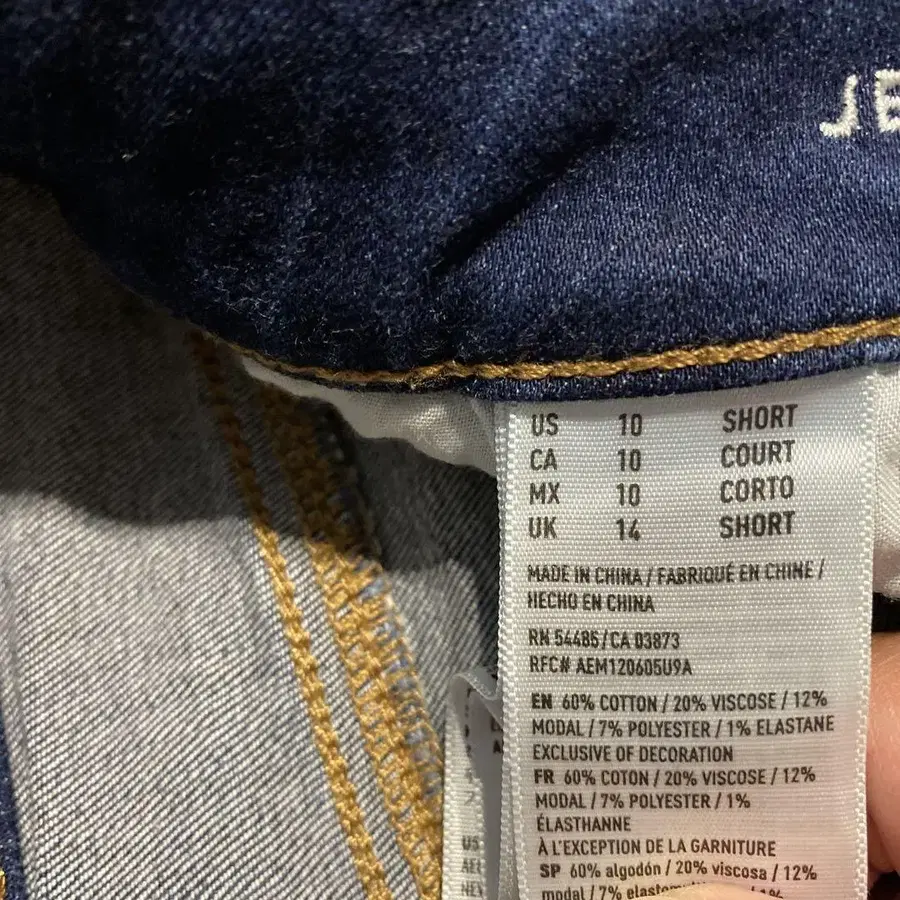 JE
US 10 SHORT
CA 10 COURT
MX 10 CORTO
UK 14 SHORT
MADE IN CHINA / FABRIQUÉ EN CHINE /
HECHO EN CHINA
RN 54485/CA 03873
RFC# AEM120605U9A
EN 60% COTTON / 20% VISCOSE / 12%
MODAL / 7% POLYESTER / 1% ELASTANE
EXCLUSIVE OF DECORATION
FR 60% COTON / 20% VISCOSE / 12%
MODAL / 7% POLYESTER / 1%
ÉLASTHANNE
À L'EXCEPTION DE LA GARNITURE
SP 60% algodón / 20% viscosa / 12%
modal / 7%
US